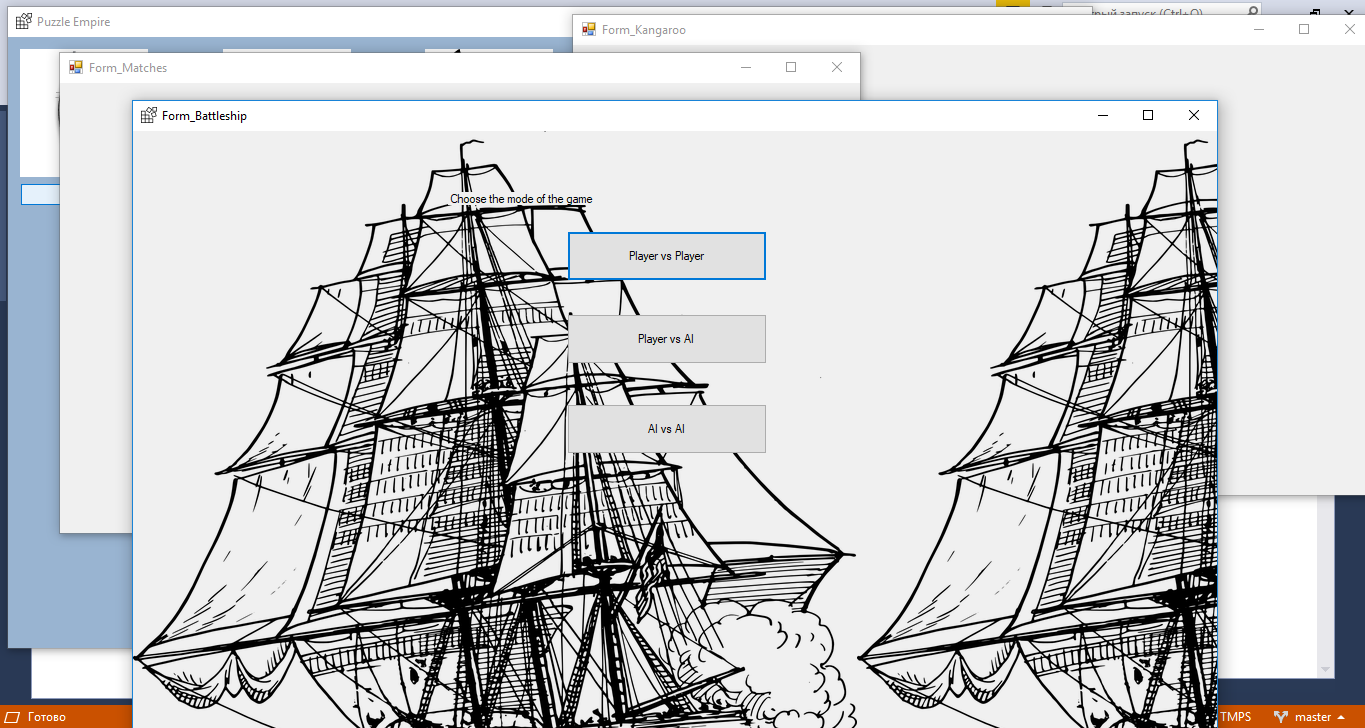 Puzzle Empire
запуск (Ctrl+Q)
Form_Kangaroo
Form_Matches
Form_Battleship
Choose the mode of the game
Player vs Player
Player vs AI
AI vs AI
Готово
TMPS
master